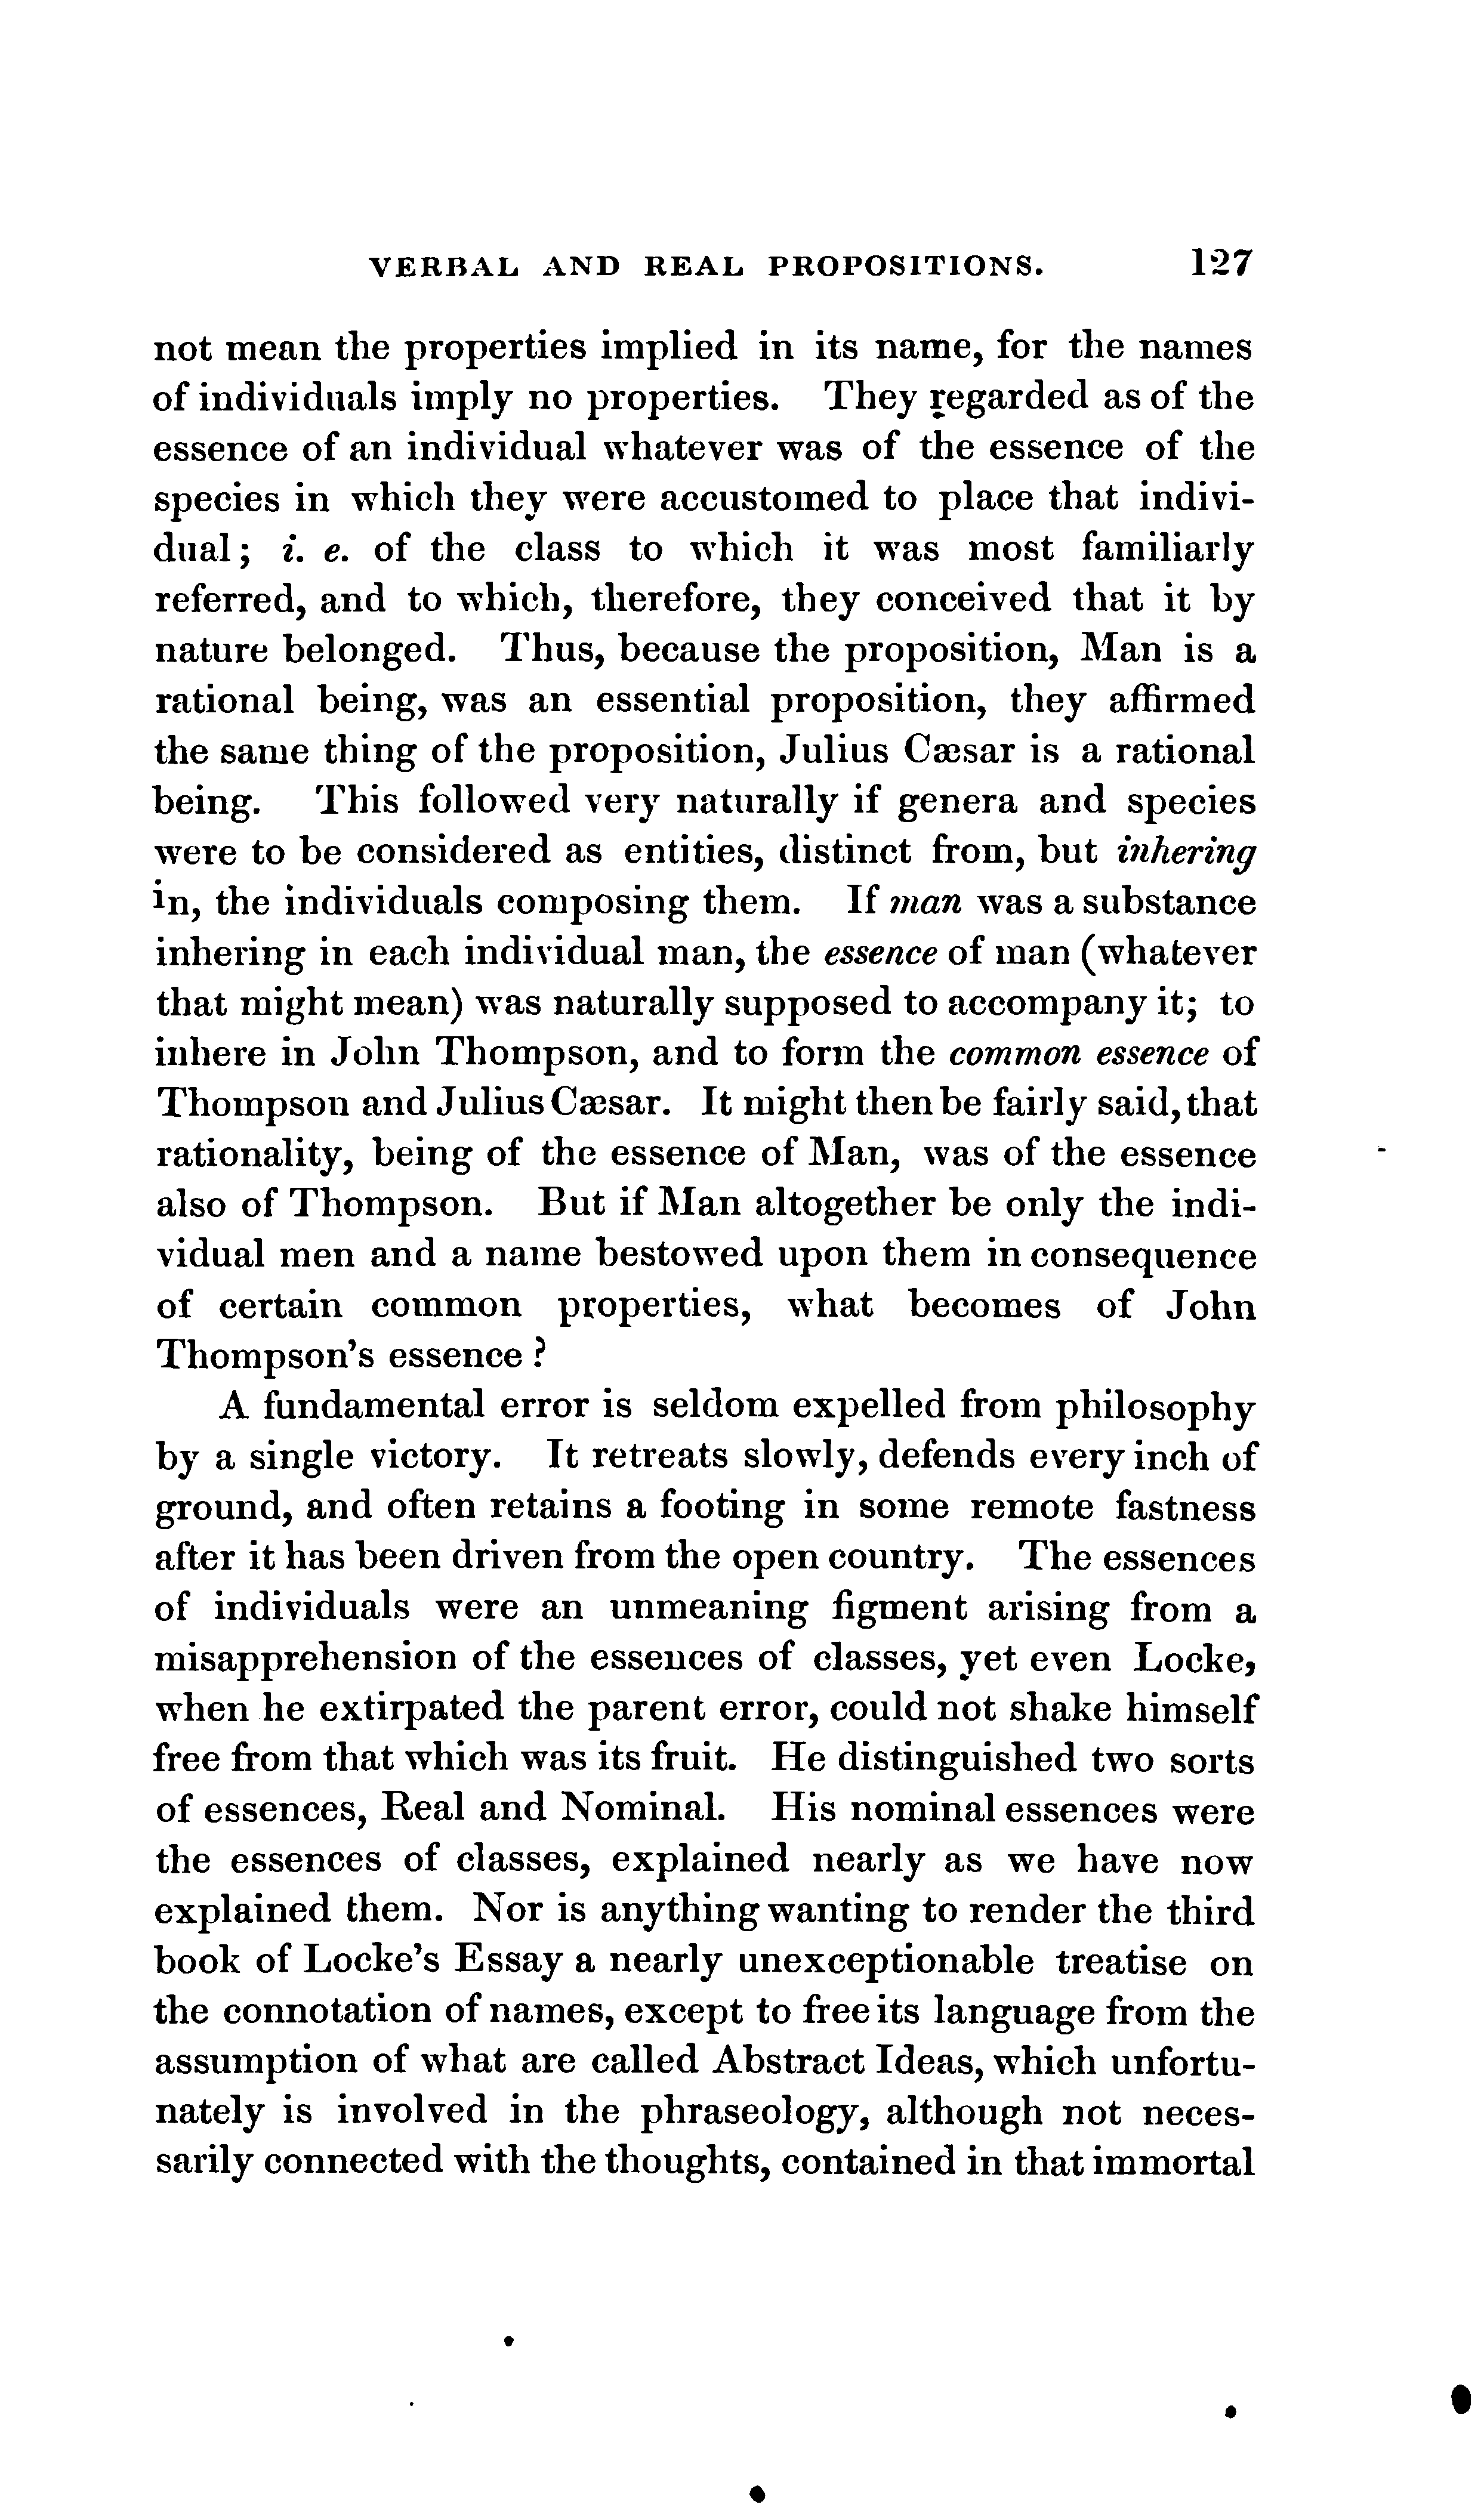 VERBAL AND REAL PROPOSITIONS. 127
not mean the properties implied in its name, for the names
of individuals imply no properties. They regarded as of the
essence of an individual whatever was of the essence of the
species in which they were accustomed to place that indivi-
dual; i. e. of the class to which it was most familiarly
referred, and to which, therefore, they conceived that it by
nature belonged. Thus, because the proposition, Man is a
rational being, was an essential proposition, they affirmed
the same thing of the proposition, Julius Cæsar is a rational
being. This followed very naturally if genera and species
were to be considered as entities, distinct from, but inhering
in, the individuals composing them. If man was a substance
inhering in each individual man, the essence of man (whatever
that might mean) was naturally supposed to accompany it; to
inhere in John Thompson, and to form the common essence of
Thompson and Julius Cæsar. It might then be fairly said, that
rationality, being of the essence of Man, was of the essence
also of Thompson. But if Man altogether be only the indi-
vidual men and a name bestowed upon them in consequence
of certain common properties, what becomes of John
Thompson's essence?
A fundamental error is seldom expelled from philosophy
by a single victory. It retreats slowly, defends every inch of
ground, and often retains a footing in some remote fastness
after it has been driven from the open country. The essences
of individuals were an unmeaning figment arising from a
misapprehension of the essences of classes, yet even Locke,
when he extirpated the parent error, could not shake himself
free from that which was its fruit. He distinguished two sorts
of essences, Real and Nominal. His nominal essences were
the essences of classes, explained nearly as we have now
explained them. Nor is anything wanting to render the third
book of Locke's Essay a nearly unexceptionable treatise on
the connotation of names, except to free its language from the
assumption of what are called Abstract Ideas, which unfortu-
nately is involved in the phraseology, although not neces-
sarily connected with the thoughts, contained in that immortal